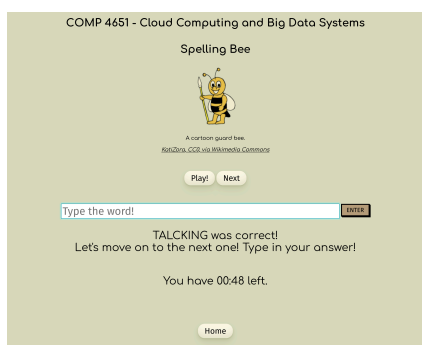 COMP 4651 - Cloud Computing and Big Data Systems
Spelling Bee
A cartoon guard bee.
KatiZora, CC0, via Wikimedia Commons
Play! Next
Type the word! ENTER
TALCKING was correct!
Let's move on to the next one! Type in your answer!
You have 00:48 left.
Home